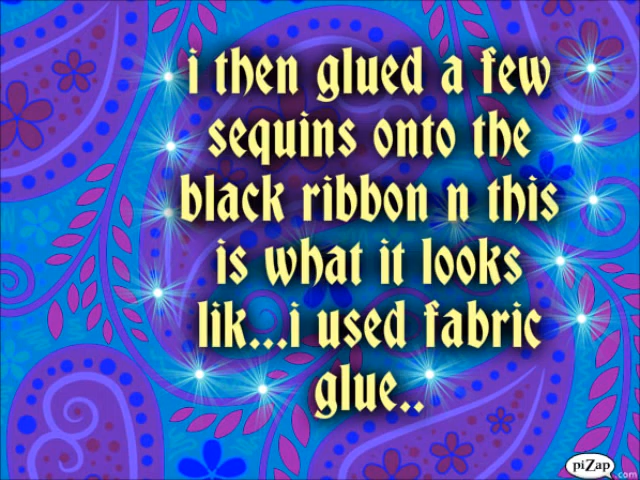 i then glued a few
sequins onto the
black ribbon n this
is what it looks
lik...i used fabric
glue..
piZap
.com